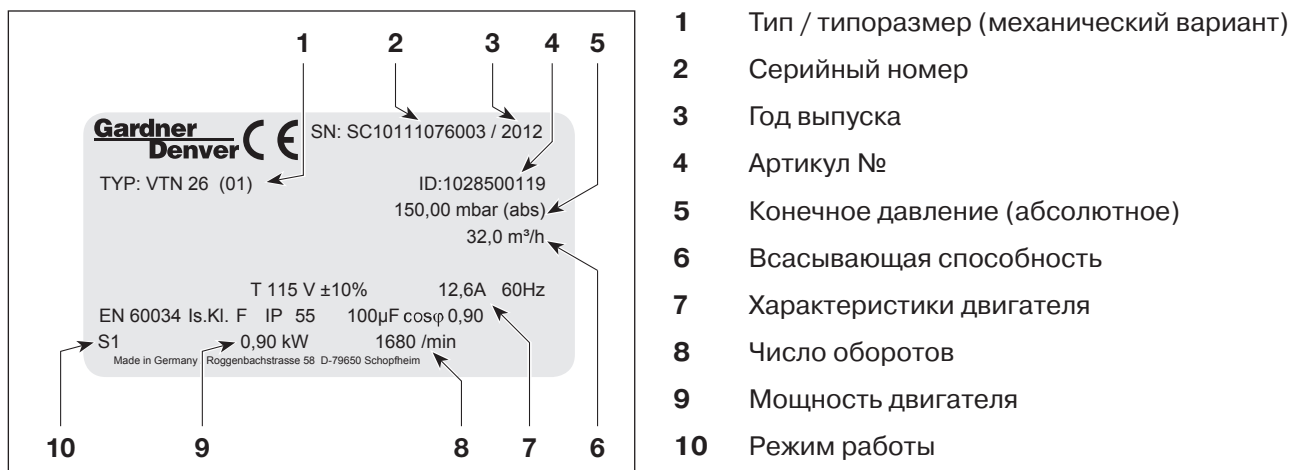 1 2 3 4 5
Gardner
Denver CE SN: SC10111076003 / 2012
TYP: VTN 26 (01) ID:1028500119
150,00 mbar (abs)
32,0 m³/h
T 115 V ±10% 12,6A 60Hz
EN 60034 Is.Kl. F IP 55 100µF cosφ 0,90
S1 0,90 kW 1680 /min
Made in Germany Roggenbachstrasse 58 D-79650 Schopfheim
10 9 8 7 6
1 Тип / типоразмер (механический вариант)
2 Серийный номер
3 Год выпуска
4 Артикул №
5 Конечное давление (абсолютное)
6 Всасывающая способность
7 Характеристики двигателя
8 Число оборотов
9 Мощность двигателя
10 Режим работы